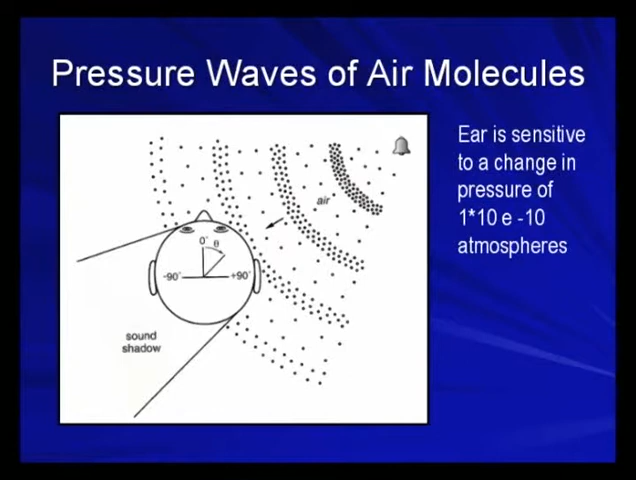 Pressure Waves of Air Molecules
Ear is sensitive
to a change in
pressure of
1*10 e -10
atmospheres
air
0° θ
-90° +90°
sound
shadow